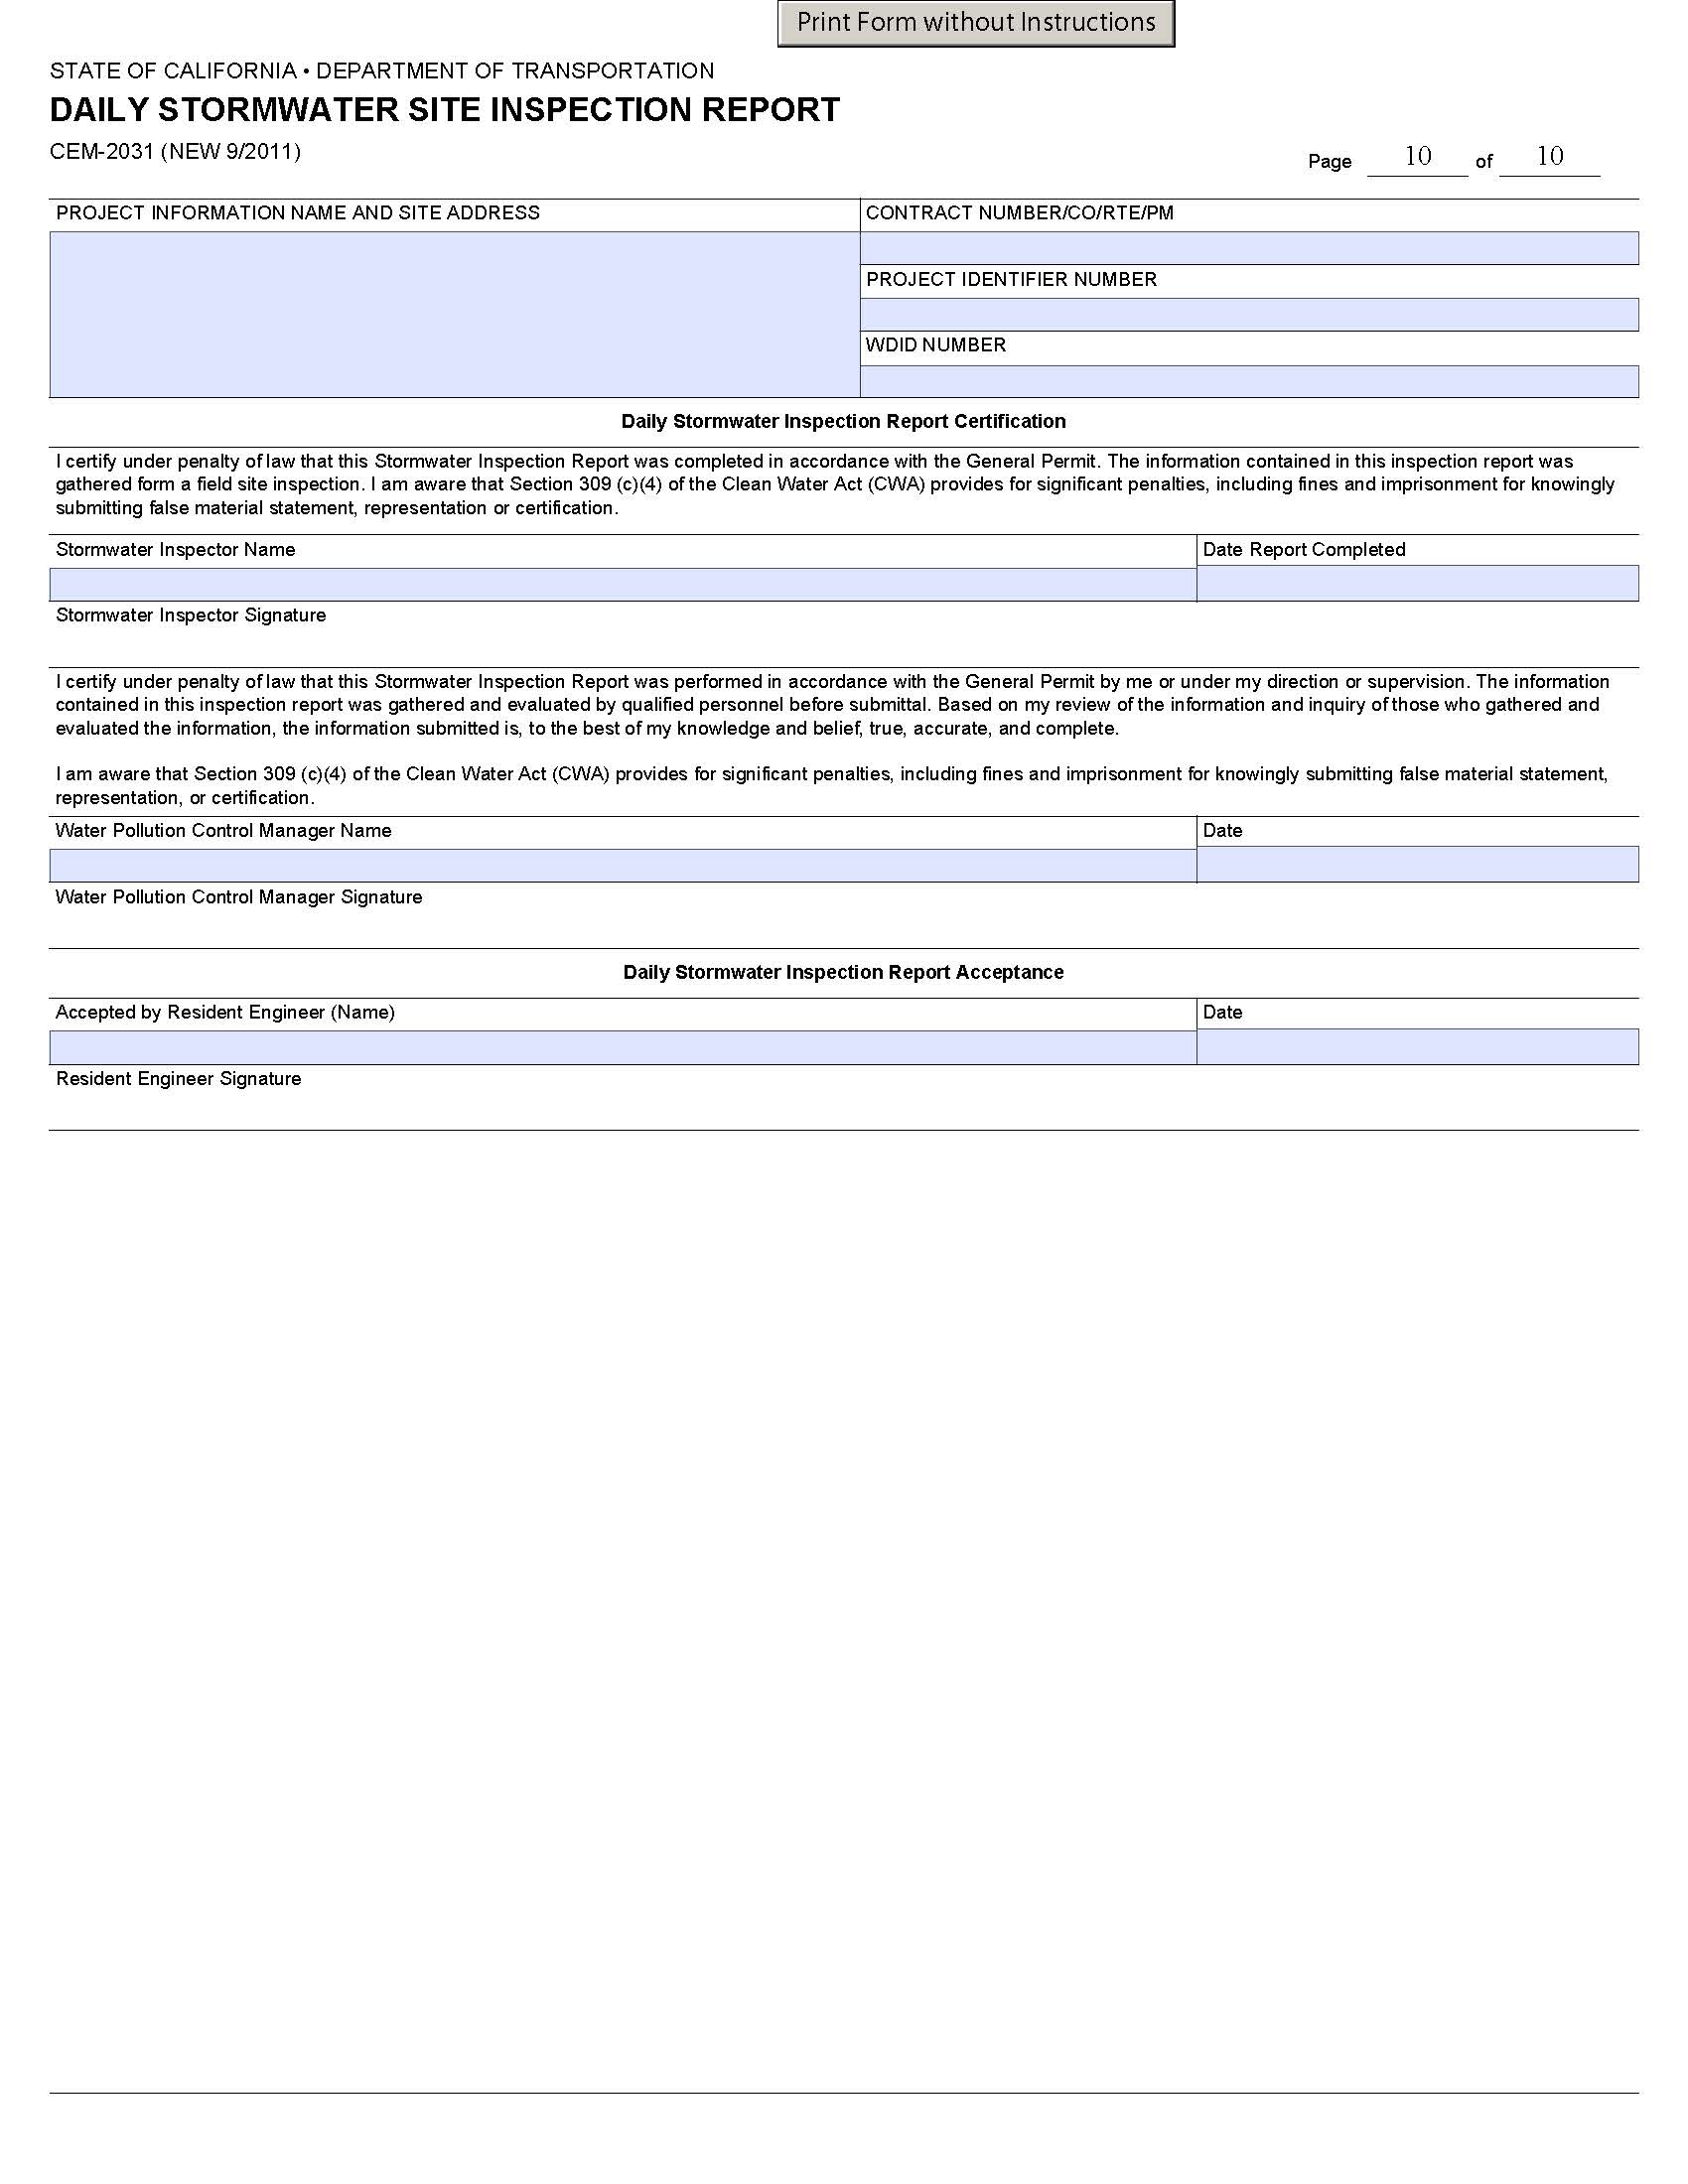 Print Form without Instructions
STATE OF CALIFORNIA • DEPARTMENT OF TRANSPORTATION
DAILY STORMWATER SITE INSPECTION REPORT
CEM-2031 (NEW 9/2011)
Page 10 of 10
PROJECT INFORMATION NAME AND SITE ADDRESS
CONTRACT NUMBER/CO/RTE/PM
PROJECT IDENTIFIER NUMBER
WDID NUMBER
Daily Stormwater Inspection Report Certification
I certify under penalty of law that this Stormwater Inspection Report was completed in accordance with the General Permit. The information contained in this inspection report was
gathered form a field site inspection. I am aware that Section 309 (c)(4) of the Clean Water Act (CWA) provides for significant penalties, including fines and imprisonment for knowingly
submitting false material statement, representation or certification.
Stormwater Inspector Name
Date Report Completed
Stormwater Inspector Signature
I certify under penalty of law that this Stormwater Inspection Report was performed in accordance with the General Permit by me or under my direction or supervision. The information
contained in this inspection report was gathered and evaluated by qualified personnel before submittal. Based on my review of the information and inquiry of those who gathered and
evaluated the information, the information submitted is, to the best of my knowledge and belief, true, accurate, and complete.
I am aware that Section 309 (c)(4) of the Clean Water Act (CWA) provides for significant penalties, including fines and imprisonment for knowingly submitting false material statement,
representation, or certification.
Water Pollution Control Manager Name
Date
Water Pollution Control Manager Signature
Daily Stormwater Inspection Report Acceptance
Accepted by Resident Engineer (Name)
Date
Resident Engineer Signature